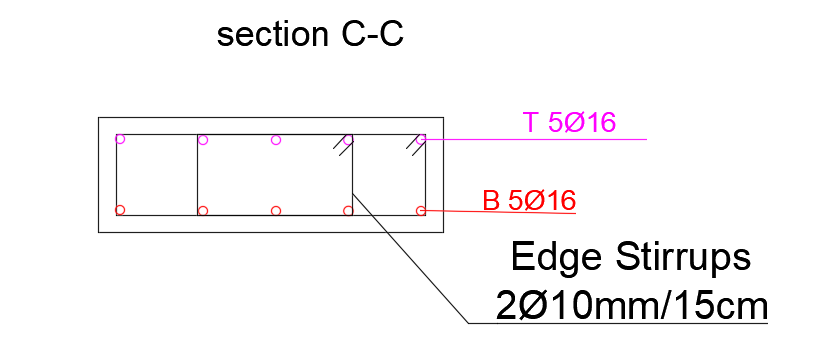 section C-C
T 5Ø16
B 5Ø16
Edge Stirrups
2Ø10mm/15cm